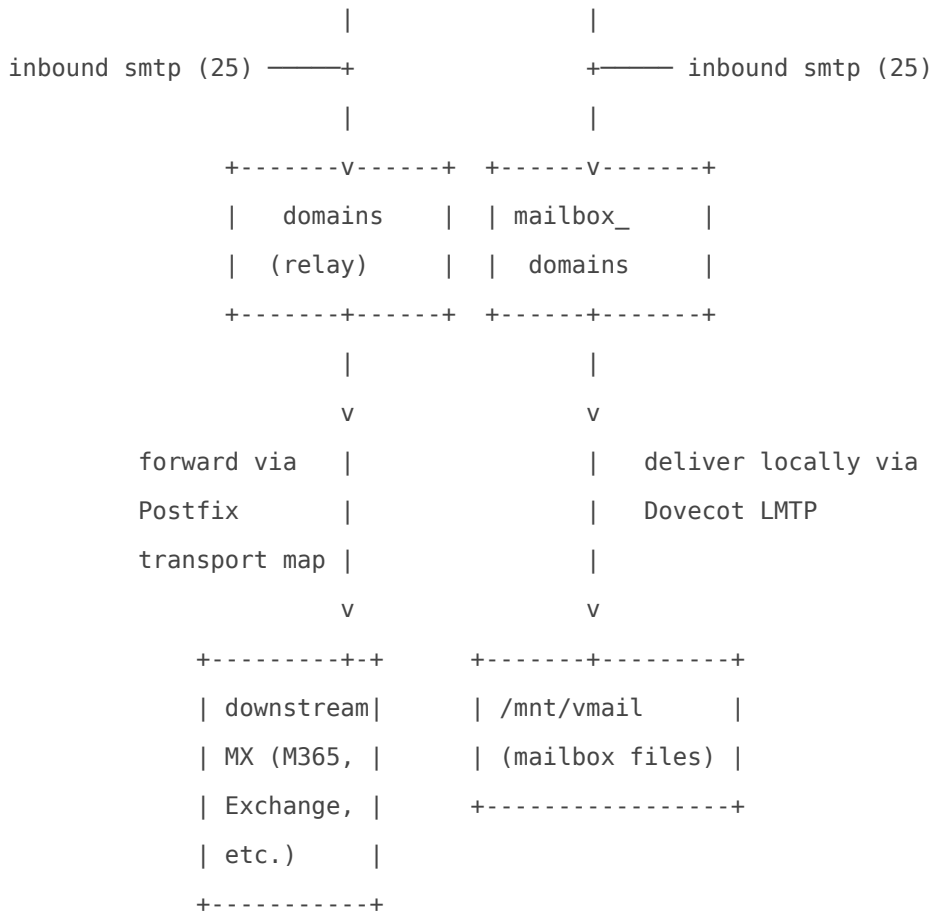 |                    |
inbound smtp (25) ─────+                    +───── inbound smtp (25)
|                    |
+-------v------+  +------v-------+
|   domains    |  | mailbox_     |
|  (relay)     |  |  domains     |
+-------+------+  +------+-------+
|                    |
v                    v
forward via   |                    |   deliver locally via
Postfix       |                    |   Dovecot LMTP
transport map |                    |
v                    v
+---------+-+      +-------+---------+
| downstream|      | /mnt/vmail      |
| MX (M365, |      | (mailbox files) |
| Exchange, |      +-----------------+
| etc.)     |
+-----------+